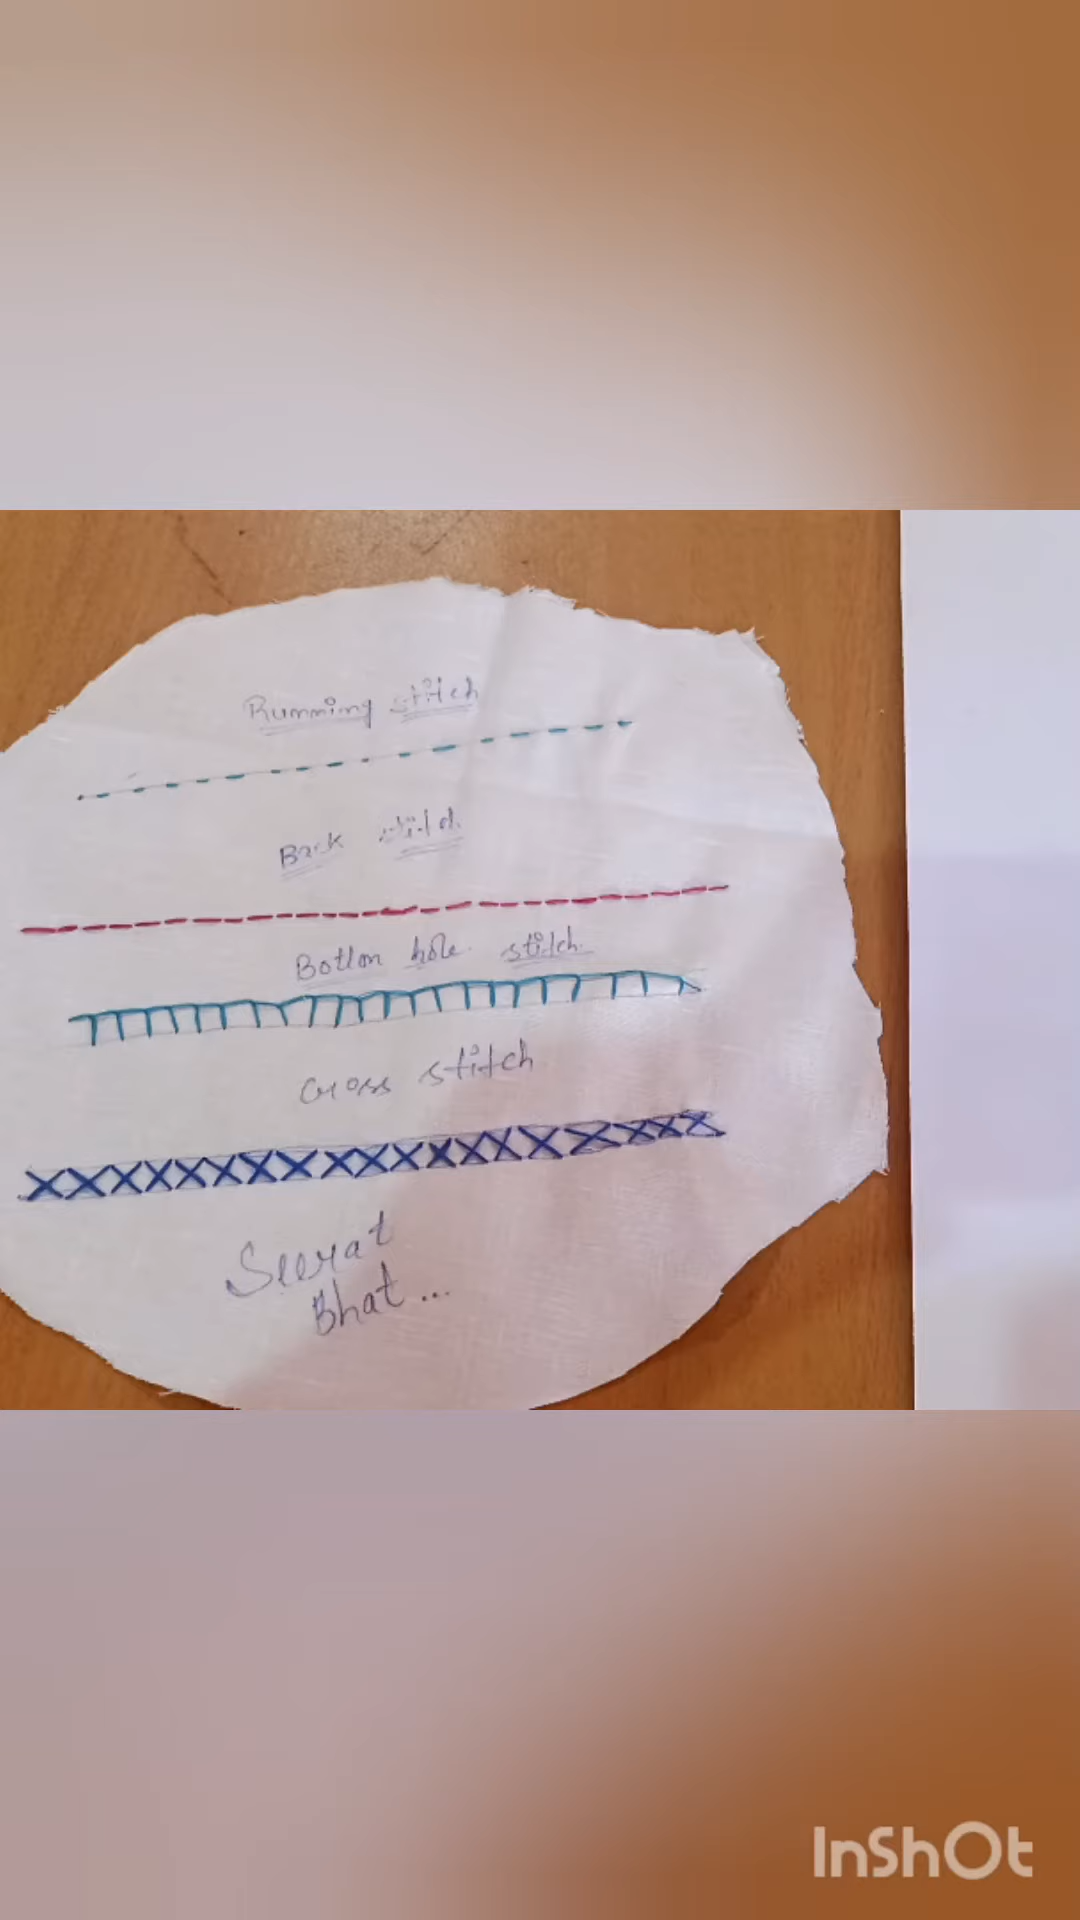 Running stitch
Back stitch
Botton hole stitch
Cross stitch
Seerat
Bhat...
InShOt